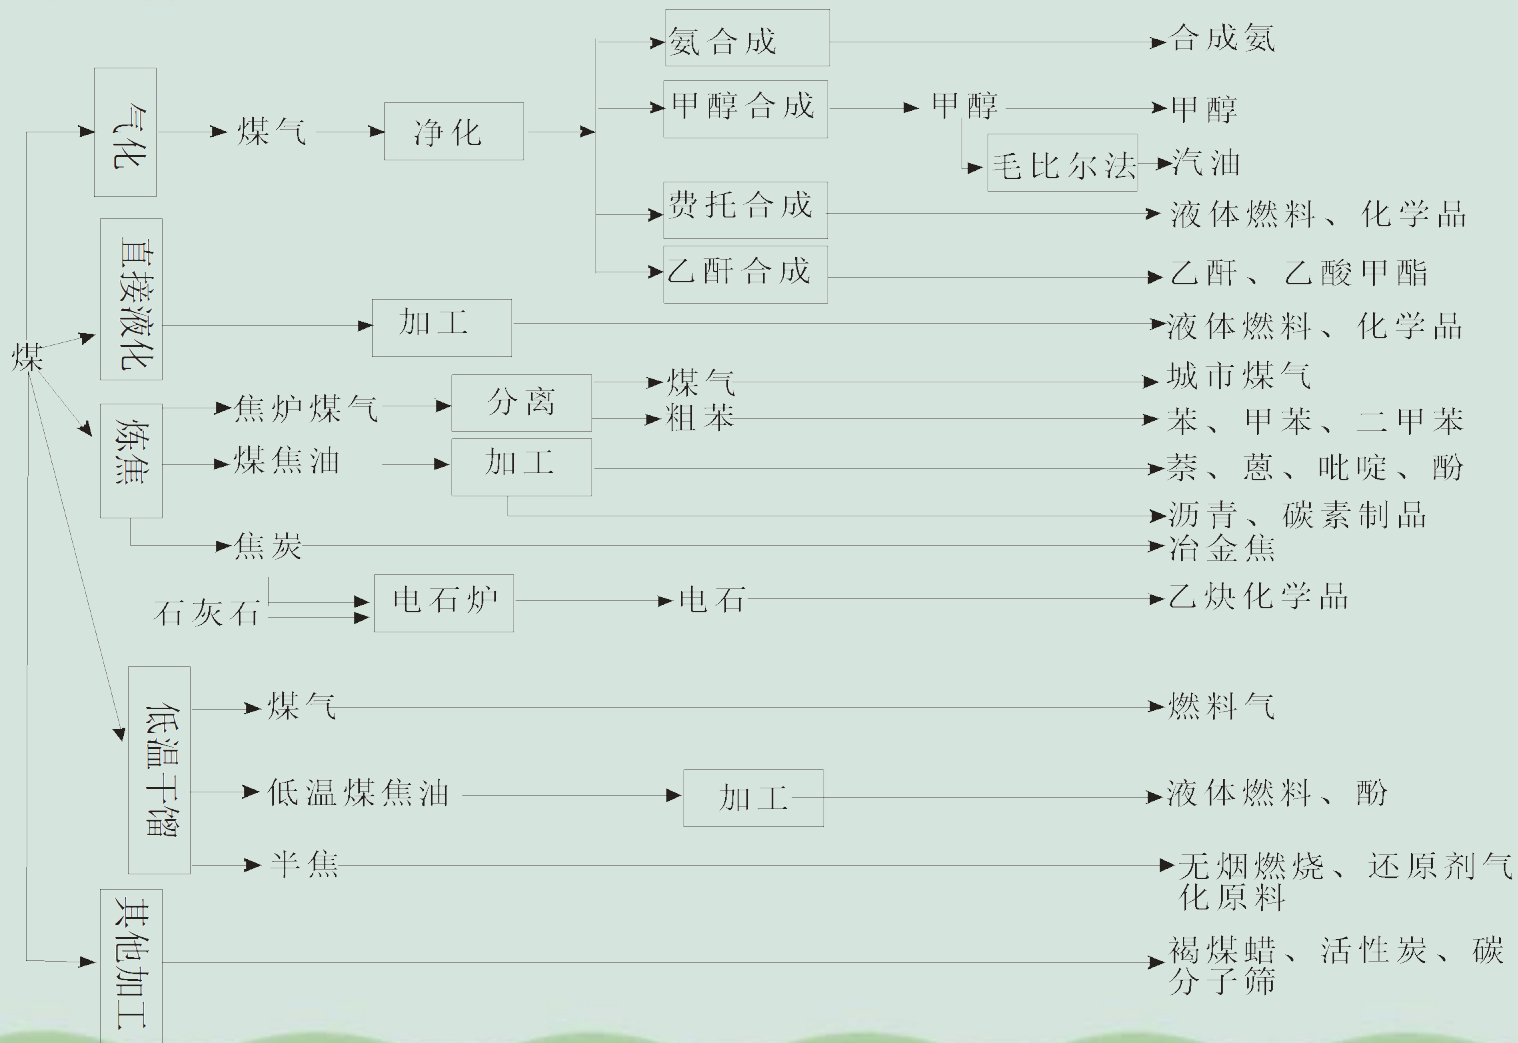 氨合成
合成氨
气化
煤气
净化
甲醇合成
甲醇
甲醇
毛比尔法
汽油
费托合成
液体燃料、化学品
乙酐合成
乙酐、乙酸甲酯
直接液化
加工
液体燃料、化学品
煤
炼焦
焦炉煤气
分离
煤气
城市煤气
粗苯
苯、甲苯、二甲苯
煤焦油
加工
萘、蒽、吡啶、酚
沥青、碳素制品
焦炭
冶金焦
石灰石
电石炉
电石
乙炔化学品
低温干馏
煤气
燃料气
低温煤焦油
加工
液体燃料、酚
半焦
无烟燃烧、还原剂气
化原料
其他加工
褐煤蜡、活性炭、碳
分子筛